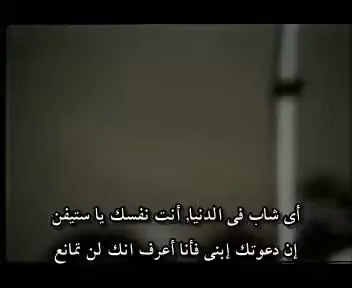 أى شاب فى الدنيا, أنت نفسك يا ستيفن
إن دعوتك إبنى فأنا أعرف انك لن تمانع